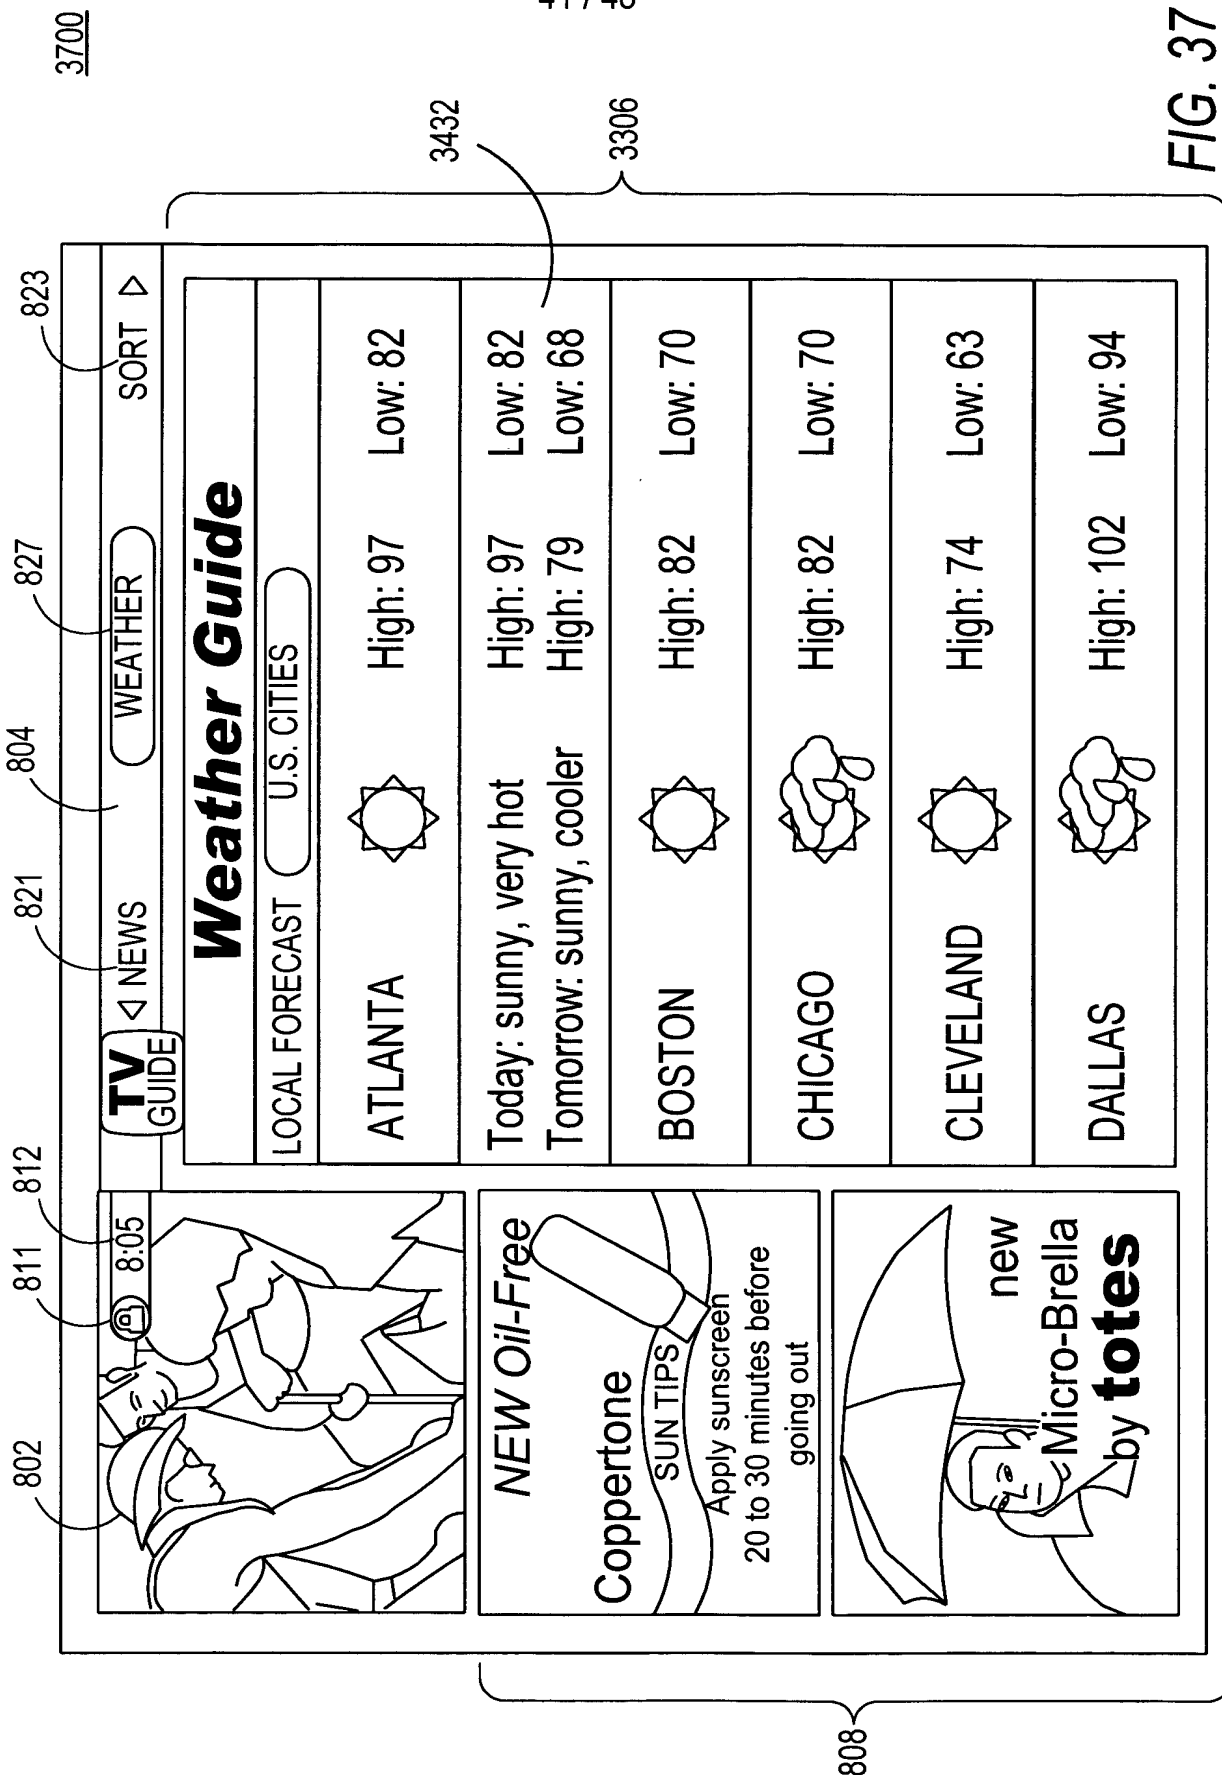 3700
802
811
812
821
804
827
823
8:05
TV
GUIDE
NEWS
WEATHER
SORT
Weather Guide
LOCAL FORECAST
U.S. CITIES
ATLANTA High: 97 Low: 82
Today: sunny, very hot High: 97 Low: 82
Tomorrow: sunny, cooler High: 79 Low: 68
BOSTON High: 82 Low: 70
CHICAGO High: 82 Low: 70
CLEVELAND High: 74 Low: 63
DALLAS High: 102 Low: 94
3432
3306
NEW Oil-Free
Coppertone
SUN TIPS
Apply sunscreen
20 to 30 minutes before
going out
new
Micro-Brella
by totes
808
FIG. 37